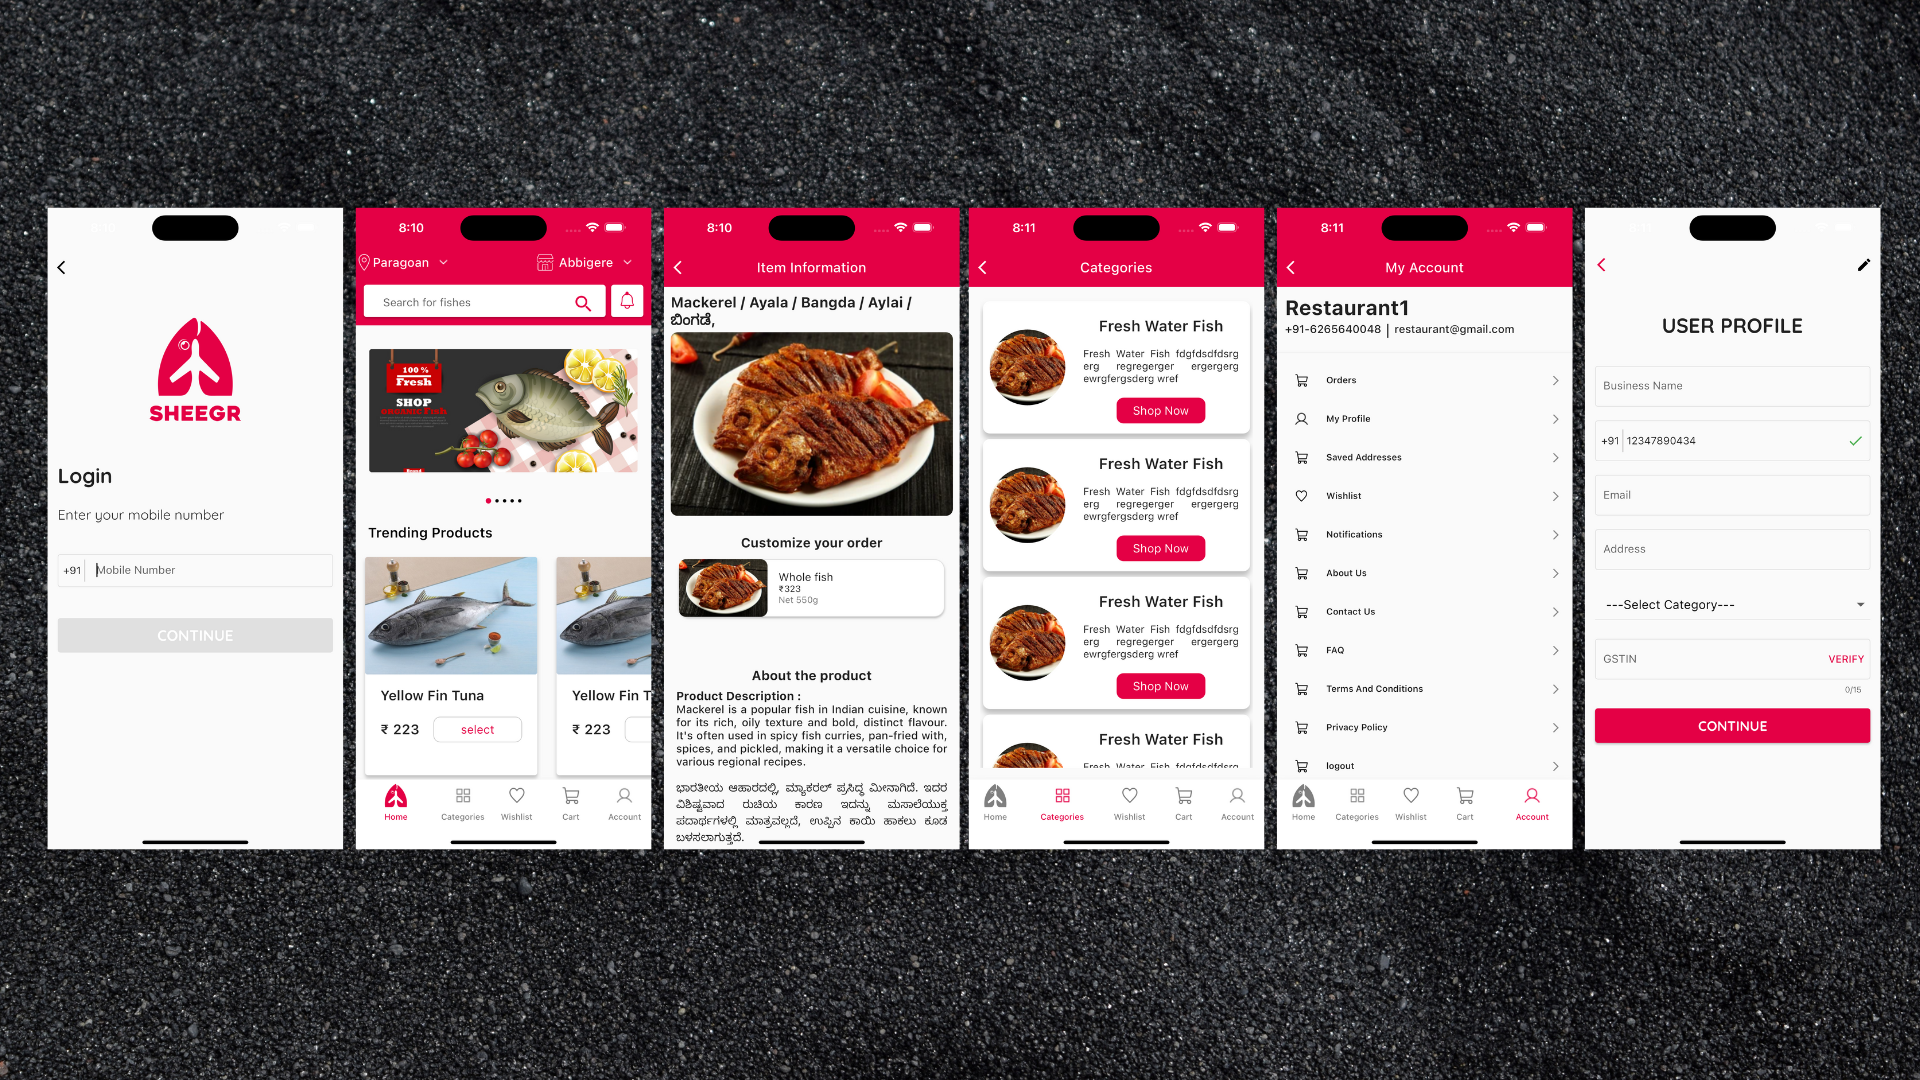 SHEEGR
Login
Enter your mobile number
+91 Mobile Number
CONTINUE
8:10
Paragoan
Abbigere
Search for fishes
100 %
Fresh
SHOP
ORGANIC Fish
Trending Products
Yellow Fin Tuna
₹ 223
select
Yellow Fin T
₹ 223
Home
Categories
Wishlist
Cart
Account
8:10
Item Information
Mackerel / Ayala / Bangda / Aylai /
ಬಿಂಗಡೆ,
Customize your order
Whole fish
₹323
Net 550g
About the product
Product Description :
Mackerel is a popular fish in Indian cuisine, known
for its rich, oily texture and bold, distinct flavour.
It's often used in spicy fish curries, pan-fried with,
spices, and pickled, making it a versatile choice for
various regional recipes.
ಭಾರತೀಯ ಆಹಾರದಲ್ಲಿ, ಮ್ಯಾಕರಲ್ ಪ್ರಸಿದ್ಧ ಮೀನಾಗಿದೆ. ಇದರ
ವಿಶಿಷ್ಟವಾದ ರುಚಿಯ ಕಾರಣ ಇದನ್ನು ಮಸಾಲೆಯುಕ್ತ
ಪದಾರ್ಥಗಳಲ್ಲಿ ಮಾತ್ರವಲ್ಲದೆ, ಉಪ್ಪಿನ ಕಾಯಿ ಹಾಕಲು ಕೂಡ
ಬಳಸಲಾಗುತ್ತದೆ.
8:11
Categories
Fresh Water Fish
Fresh Water Fish fdgfdsdfdsrg
erg regregerger ergergerg
ewrgfergsderg wref
Shop Now
Fresh Water Fish
Fresh Water Fish fdgfdsdfdsrg
erg regregerger ergergerg
ewrgfergsderg wref
Shop Now
Fresh Water Fish
Fresh Water Fish fdgfdsdfdsrg
erg regregerger ergergerg
ewrgfergsderg wref
Shop Now
Fresh Water Fish
Fresh Water Fish fdgfdsdfdsrg
Home
Categories
Wishlist
Cart
Account
8:11
My Account
Restaurant1
+91-6265640048 | restaurant@gmail.com
Orders
My Profile
Saved Addresses
Wishlist
Notifications
About Us
Contact Us
FAQ
Terms And Conditions
Privacy Policy
logout
Home
Categories
Wishlist
Cart
Account
USER PROFILE
Business Name
+91 12347890434
Email
Address
---Select Category---
GSTIN
VERIFY
0/15
CONTINUE